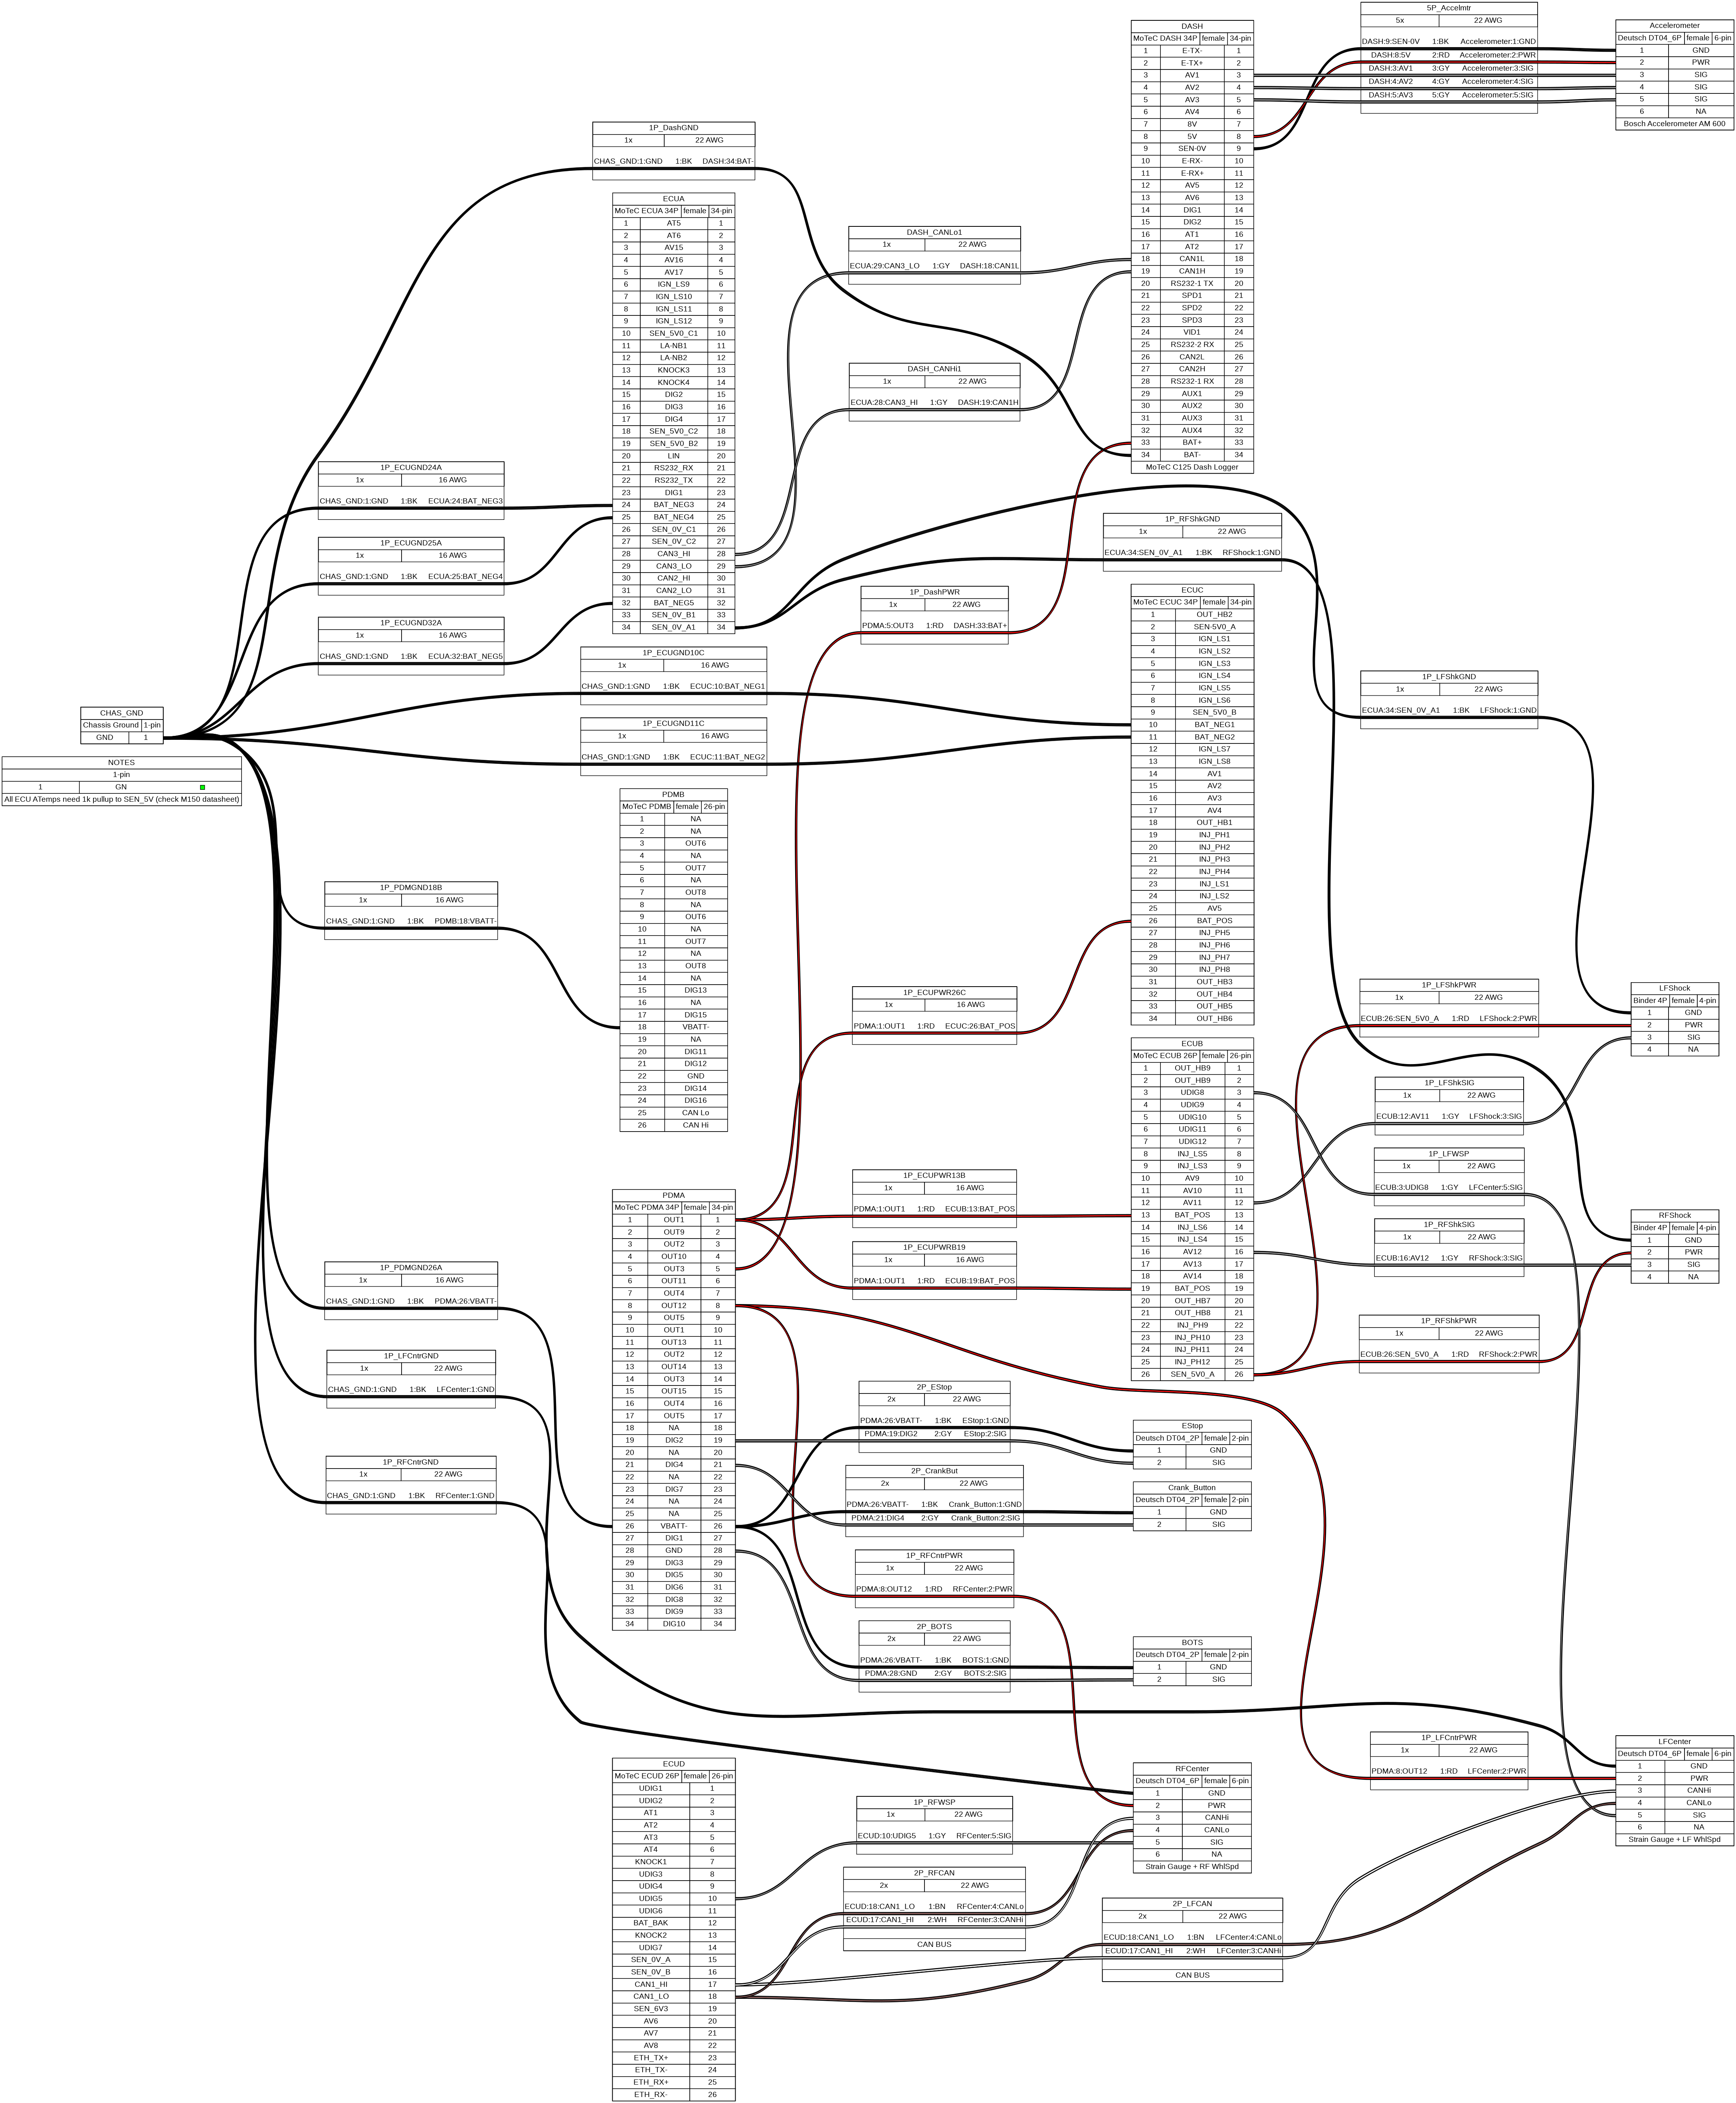 5P_Accelmtr
5x 22 AWG
DASH:9:SEN-0V 1:BK Accelerometer:1:GND
DASH:8:5V 2:RD Accelerometer:2:PWR
DASH:3:AV1 3:GY Accelerometer:3:SIG
DASH:4:AV2 4:GY Accelerometer:4:SIG
DASH:5:AV3 5:GY Accelerometer:5:SIG
Accelerometer
Deutsch DT04_6P female 6-pin
1 GND
2 PWR
3 SIG
4 SIG
5 SIG
6 NA
Bosch Accelerometer AM 600
DASH
MoTeC DASH 34P female 34-pin
1 E-TX- 1
2 E-TX+ 2
3 AV1 3
4 AV2 4
5 AV3 5
6 AV4 6
7 8V 7
8 5V 8
9 SEN-0V 9
10 E-RX- 10
11 E-RX+ 11
12 AV5 12
13 AV6 13
14 DIG1 14
15 DIG2 15
16 AT1 16
17 AT2 17
18 CAN1L 18
19 CAN1H 19
20 RS232-1 TX 20
21 SPD1 21
22 SPD2 22
23 SPD3 23
24 VID1 24
25 RS232-2 RX 25
26 CAN2L 26
27 CAN2H 27
28 RS232-1 RX 28
29 AUX1 29
30 AUX2 30
31 AUX3 31
32 AUX4 32
33 BAT+ 33
34 BAT- 34
MoTeC C125 Dash Logger
1P_DashGND
1x 22 AWG
CHAS_GND:1:GND 1:BK DASH:34:BAT-
ECUA
MoTeC ECUA 34P female 34-pin
1 AT5 1
2 AT6 2
3 AV15 3
4 AV16 4
5 AV17 5
6 IGN_LS9 6
7 IGN_LS10 7
8 IGN_LS11 8
9 IGN_LS12 9
10 SEN_5V0_C1 10
11 LA-NB1 11
12 LA-NB2 12
13 KNOCK3 13
14 KNOCK4 14
15 DIG2 15
16 DIG3 16
17 DIG4 17
18 SEN_5V0_C2 18
19 SEN_5V0_B2 19
20 LIN 20
21 RS232_RX 21
22 RS232_TX 22
23 DIG1 23
24 BAT_NEG3 24
25 BAT_NEG4 25
26 SEN_0V_C1 26
27 SEN_0V_C2 27
28 CAN3_HI 28
29 CAN3_LO 29
30 CAN2_HI 30
31 CAN2_LO 31
32 BAT_NEG5 32
33 SEN_0V_B1 33
34 SEN_0V_A1 34
DASH_CANLo1
1x 22 AWG
ECUA:29:CAN3_LO 1:GY DASH:18:CAN1L
DASH_CANHi1
1x 22 AWG
ECUA:28:CAN3_HI 1:GY DASH:19:CAN1H
1P_ECUGND24A
1x 16 AWG
CHAS_GND:1:GND 1:BK ECUA:24:BAT_NEG3
1P_ECUGND25A
1x 16 AWG
CHAS_GND:1:GND 1:BK ECUA:25:BAT_NEG4
1P_ECUGND32A
1x 16 AWG
CHAS_GND:1:GND 1:BK ECUA:32:BAT_NEG5
1P_RFShkGND
1x 22 AWG
ECUA:34:SEN_0V_A1 1:BK RFShock:1:GND
1P_DashPWR
1x 22 AWG
PDMA:5:OUT3 1:RD DASH:33:BAT+
1P_ECUGND10C
1x 16 AWG
CHAS_GND:1:GND 1:BK ECUC:10:BAT_NEG1
1P_ECUGND11C
1x 16 AWG
CHAS_GND:1:GND 1:BK ECUC:11:BAT_NEG2
1P_LFShkGND
1x 22 AWG
ECUA:34:SEN_0V_A1 1:BK LFShock:1:GND
CHAS_GND
Chassis Ground 1-pin
GND 1
NOTES
1-pin
1 GN
All ECU ATemps need 1k pullup to SEN_5V (check M150 datasheet)
ECUC
MoTeC ECUC 34P female 34-pin
1 OUT_HB2
2 SEN-5V0_A
3 IGN_LS1
4 IGN_LS2
5 IGN_LS3
6 IGN_LS4
7 IGN_LS5
8 IGN_LS6
9 SEN_5V0_B
10 BAT_NEG1
11 BAT_NEG2
12 IGN_LS7
13 IGN_LS8
14 AV1
15 AV2
16 AV3
17 AV4
18 OUT_HB1
19 INJ_PH1
20 INJ_PH2
21 INJ_PH3
22 INJ_PH4
23 INJ_LS1
24 INJ_LS2
25 AV5
26 BAT_POS
27 INJ_PH5
28 INJ_PH6
29 INJ_PH7
30 INJ_PH8
31 OUT_HB3
32 OUT_HB4
33 OUT_HB5
34 OUT_HB6
PDMB
MoTeC PDMB female 26-pin
1 NA
2 NA
3 OUT6
4 NA
5 OUT7
6 NA
7 OUT8
8 NA
9 OUT6
10 NA
11 OUT7
12 NA
13 OUT8
14 NA
15 DIG13
16 NA
17 DIG15
18 VBATT-
19 NA
20 DIG11
21 DIG12
22 GND
23 DIG14
24 DIG16
25 CAN Lo
26 CAN Hi
1P_PDMGND18B
1x 16 AWG
CHAS_GND:1:GND 1:BK PDMB:18:VBATT-
1P_ECUPWR26C
1x 16 AWG
PDMA:1:OUT1 1:RD ECUC:26:BAT_POS
1P_LFShkPWR
1x 22 AWG
ECUB:26:SEN_5V0_A 1:RD LFShock:2:PWR
LFShock
Binder 4P female 4-pin
1 GND
2 PWR
3 SIG
4 NA
ECUB
MoTeC ECUB 26P female 26-pin
1 OUT_HB9 1
2 OUT_HB9 2
3 UDIG8 3
4 UDIG9 4
5 UDIG10 5
6 UDIG11 6
7 UDIG12 7
8 INJ_LS5 8
9 INJ_LS3 9
10 AV9 10
11 AV10 11
12 AV11 12
13 BAT_POS 13
14 INJ_LS6 14
15 INJ_LS4 15
16 AV12 16
17 AV13 17
18 AV14 18
19 BAT_POS 19
20 OUT_HB7 20
21 OUT_HB8 21
22 INJ_PH9 22
23 INJ_PH10 23
24 INJ_PH11 24
25 INJ_PH12 25
26 SEN_5V0_A 26
1P_LFShkSIG
1x 22 AWG
ECUB:12:AV11 1:GY LFShock:3:SIG
1P_LFWSP
1x 22 AWG
ECUB:3:UDIG8 1:GY LFCenter:5:SIG
1P_RFShkSIG
1x 22 AWG
ECUB:16:AV12 1:GY RFShock:3:SIG
RFShock
Binder 4P female 4-pin
1 GND
2 PWR
3 SIG
4 NA
1P_RFShkPWR
1x 22 AWG
ECUB:26:SEN_5V0_A 1:RD RFShock:2:PWR
1P_ECUPWR13B
1x 16 AWG
PDMA:1:OUT1 1:RD ECUB:13:BAT_POS
1P_ECUPWRB19
1x 16 AWG
PDMA:1:OUT1 1:RD ECUB:19:BAT_POS
PDMA
MoTeC PDMA 34P female 34-pin
1 OUT1 1
2 OUT9 2
3 OUT2 3
4 OUT10 4
5 OUT3 5
6 OUT11 6
7 OUT4 7
8 OUT12 8
9 OUT5 9
10 OUT1 10
11 OUT13 11
12 OUT2 12
13 OUT14 13
14 OUT3 14
15 OUT15 15
16 OUT4 16
17 OUT5 17
18 NA 18
19 DIG2 19
20 NA 20
21 DIG4 21
22 NA 22
23 DIG7 23
24 NA 24
25 NA 25
26 VBATT- 26
27 DIG1 27
28 GND 28
29 DIG3 29
30 DIG5 30
31 DIG6 31
32 DIG8 32
33 DIG9 33
34 DIG10 34
1P_PDMGND26A
1x 16 AWG
CHAS_GND:1:GND 1:BK PDMA:26:VBATT-
1P_LFCntrGND
1x 22 AWG
CHAS_GND:1:GND 1:BK LFCenter:1:GND
1P_RFCntrGND
1x 22 AWG
CHAS_GND:1:GND 1:BK RFCenter:1:GND
2P_EStop
2x 22 AWG
PDMA:26:VBATT- 1:BK EStop:1:GND
PDMA:19:DIG2 2:GY EStop:2:SIG
EStop
Deutsch DT04_2P female 2-pin
1 GND
2 SIG
2P_CrankBut
2x 22 AWG
PDMA:26:VBATT- 1:BK Crank_Button:1:GND
PDMA:21:DIG4 2:GY Crank_Button:2:SIG
Crank_Button
Deutsch DT04_2P female 2-pin
1 GND
2 SIG
1P_RFCntrPWR
1x 22 AWG
PDMA:8:OUT12 1:RD RFCenter:2:PWR
2P_BOTS
2x 22 AWG
PDMA:26:VBATT- 1:BK BOTS:1:GND
PDMA:28:GND 2:GY BOTS:2:SIG
BOTS
Deutsch DT04_2P female 2-pin
1 GND
2 SIG
1P_LFCntrPWR
1x 22 AWG
PDMA:8:OUT12 1:RD LFCenter:2:PWR
LFCenter
Deutsch DT04_6P female 6-pin
1 GND
2 PWR
3 CANHi
4 CANLo
5 SIG
6 NA
Strain Gauge + LF WhlSpd
ECUD
MoTeC ECUD 26P female 26-pin
UDIG1 1
UDIG2 2
AT1 3
AT2 4
AT3 5
AT4 6
KNOCK1 7
UDIG3 8
UDIG4 9
UDIG5 10
UDIG6 11
BAT_BAK 12
KNOCK2 13
UDIG7 14
SEN_0V_A 15
SEN_0V_B 16
CAN1_HI 17
CAN1_LO 18
SEN_6V3 19
AV6 20
AV7 21
AV8 22
ETH_TX+ 23
ETH_TX- 24
ETH_RX+ 25
ETH_RX- 26
RFCenter
Deutsch DT04_6P female 6-pin
1 GND
2 PWR
3 CANHi
4 CANLo
5 SIG
6 NA
Strain Gauge + RF WhlSpd
1P_RFWSP
1x 22 AWG
ECUD:10:UDIG5 1:GY RFCenter:5:SIG
2P_RFCAN
2x 22 AWG
ECUD:18:CAN1_LO 1:BN RFCenter:4:CANLo
ECUD:17:CAN1_HI 2:WH RFCenter:3:CANHi
CAN BUS
2P_LFCAN
2x 22 AWG
ECUD:18:CAN1_LO 1:BN LFCenter:4:CANLo
ECUD:17:CAN1_HI 2:WH LFCenter:3:CANHi
CAN BUS